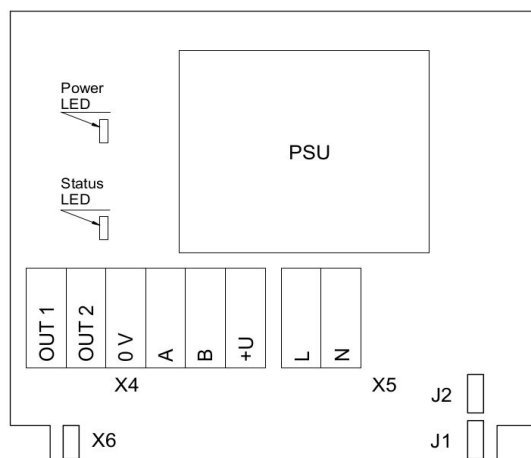 Power
LED
PSU
Status
LED
OUT 1
OUT 2
0 V
A
B
+U
L
N
X4
X5
J2
X6
J1